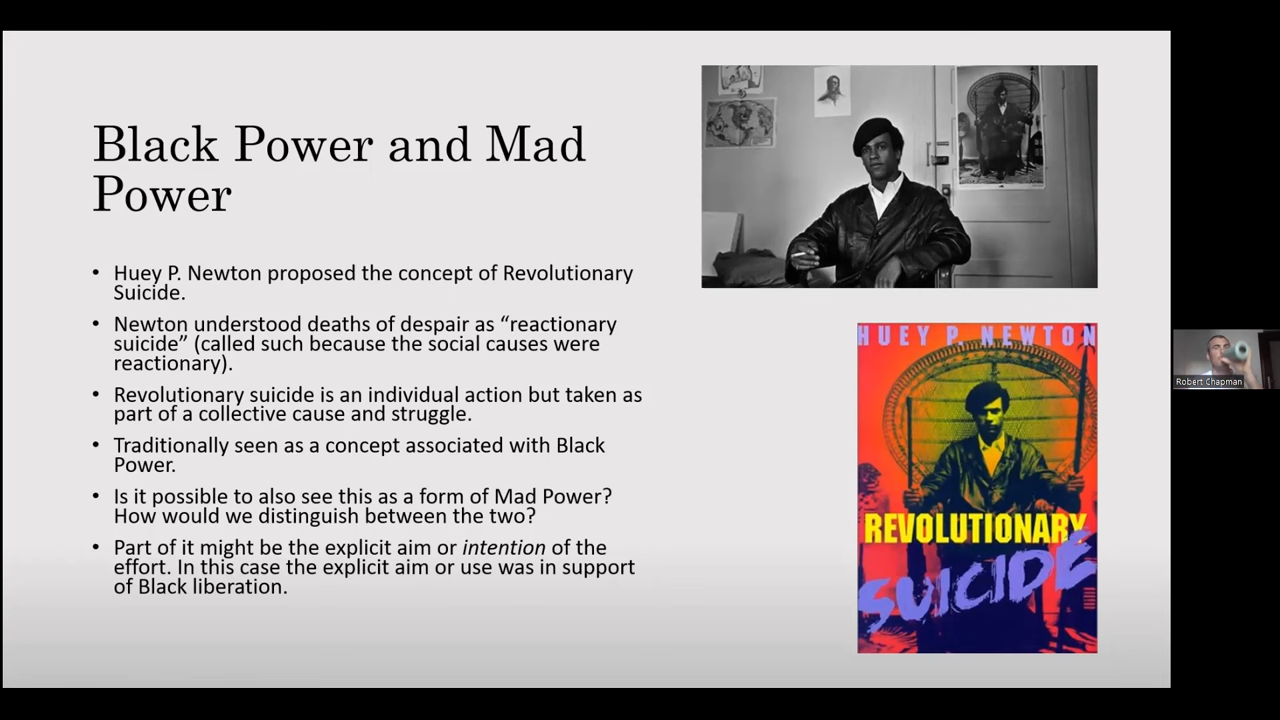 Black Power and Mad
Power
• Huey P. Newton proposed the concept of Revolutionary
Suicide.
• Newton understood deaths of despair as “reactionary
suicide” (called such because the social causes were
reactionary).
• Revolutionary suicide is an individual action but taken as
part of a collective cause and struggle.
• Traditionally seen as a concept associated with Black
Power.
• Is it possible to also see this as a form of Mad Power?
How would we distinguish between the two?
• Part of it might be the explicit aim or intention of the
effort. In this case the explicit aim or use was in support
of Black liberation.
HUEY P. NEWTON
REVOLUTIONARY
SUICIDE
Robert Chapman